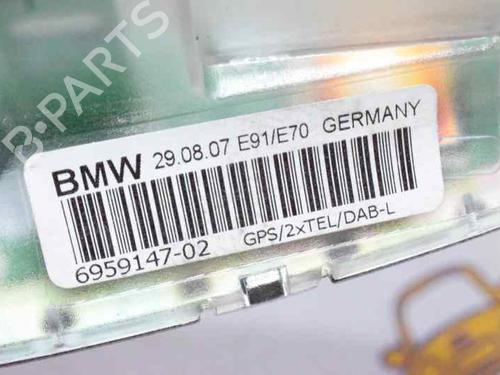 B-PARTS
BMW 29.08.07 E91/E70 GERMANY
6959147-02 GPS/2xTEL/DAB-L